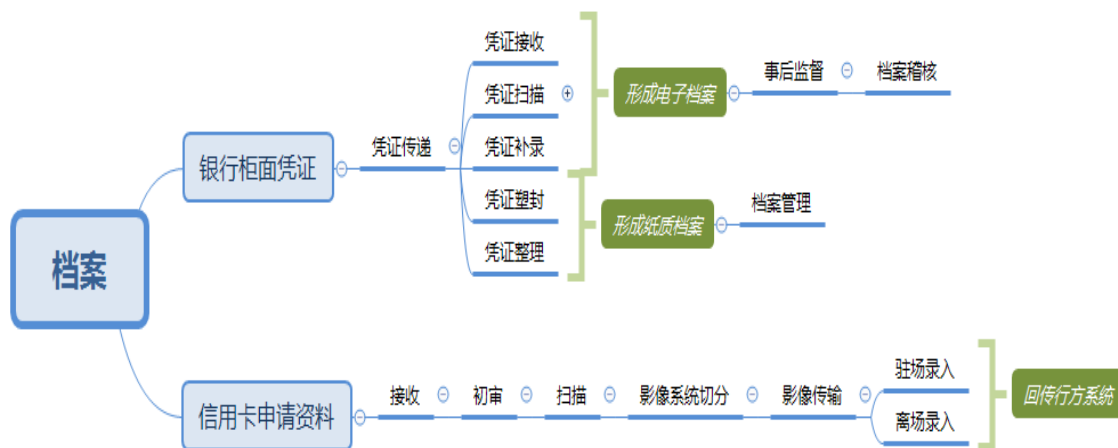 档案
银行柜面凭证
凭证传递
凭证接收
凭证扫描
凭证补录
凭证塑封
凭证整理
形成电子档案
事后监督
档案稽核
形成纸质档案
档案管理
信用卡申请资料
接收
初审
扫描
影像系统切分
影像传输
驻场录入
离场录入
回传行方系统